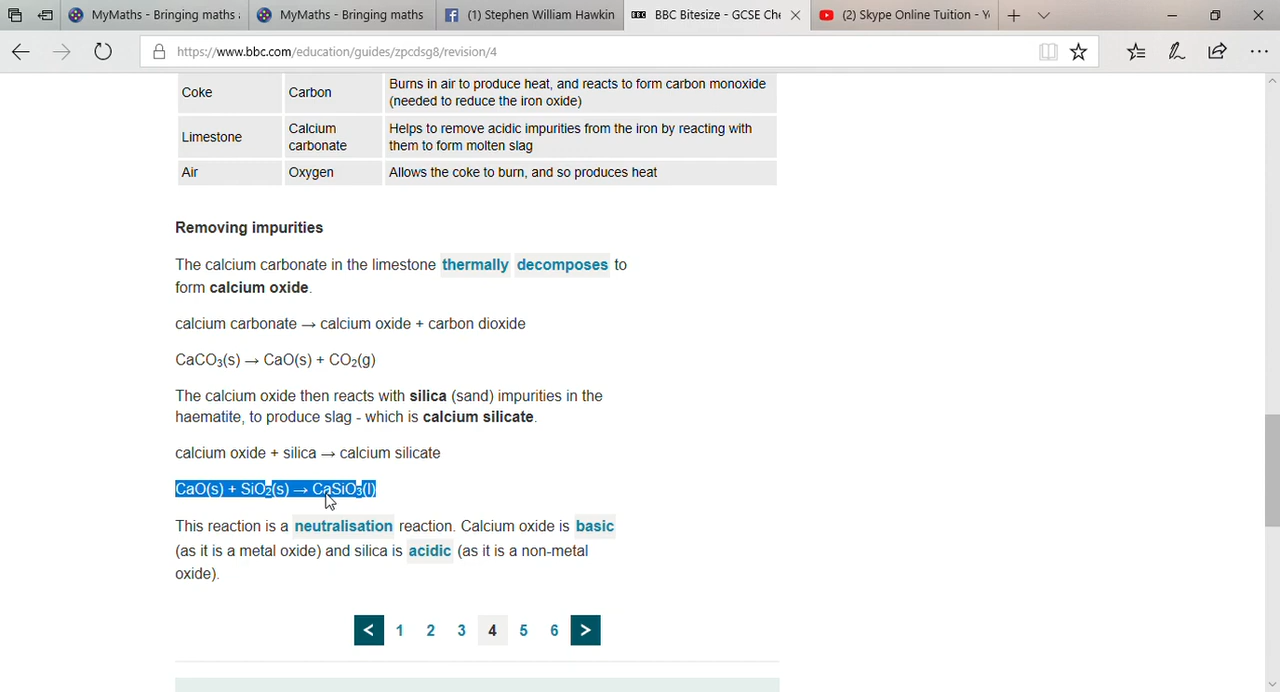 MyMaths - Bringing maths
MyMaths - Bringing maths
(1) Stephen William Hawkin
BBC Bitesize - GCSE Che
(2) Skype Online Tuition - Y
https://www.bbc.com/education/guides/zpcdsg8/revision/4
Coke Carbon Burns in air to produce heat, and reacts to form carbon monoxide
(needed to reduce the iron oxide)
Limestone Calcium carbonate Helps to remove acidic impurities from the iron by reacting with
them to form molten slag
Air Oxygen Allows the coke to burn, and so produces heat
Removing impurities
The calcium carbonate in the limestone thermally decomposes to
form calcium oxide.
calcium carbonate → calcium oxide + carbon dioxide
CaCO₃(s) → CaO(s) + CO₂(g)
The calcium oxide then reacts with silica (sand) impurities in the
haematite, to produce slag - which is calcium silicate.
calcium oxide + silica → calcium silicate
CaO(s) + SiO₂(s) → CaSiO₃(l)
This reaction is a neutralisation reaction. Calcium oxide is basic
(as it is a metal oxide) and silica is acidic (as it is a non-metal
oxide).
< 1 2 3 4 5 6 >